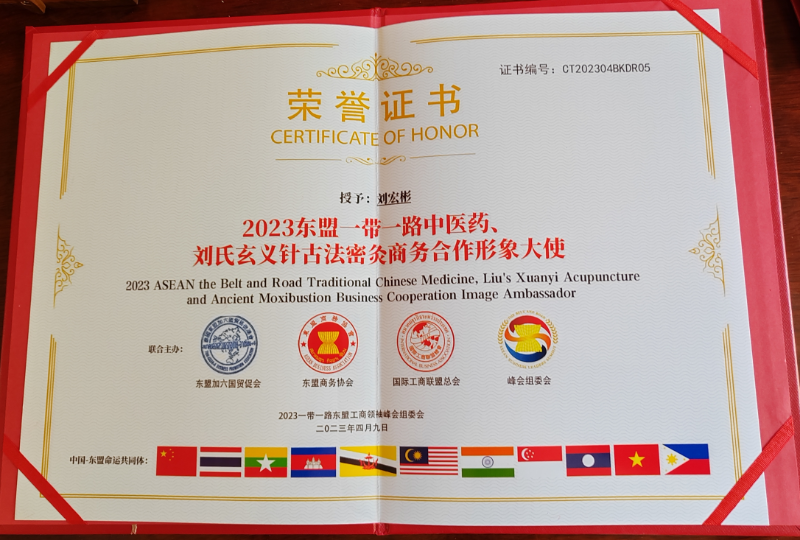 证书编号：CT202304BKDR05
荣誉证书
CERTIFICATE OF HONOR
授予：刘宏彬
2023东盟一带一路中医药、
刘氏玄义针古法密灸商务合作形象大使
2023 ASEAN the Belt and Road Traditional Chinese Medicine, Liu's Xuanyi Acupuncture
and Ancient Moxibustion Business Cooperation Image Ambassador
联合主办：
东盟加六国贸促会
东盟商务协会
国际工商联盟总会
峰会组委会
2023一带一路东盟工商领袖峰会组委会
二〇二三年四月九日
中国-东盟命运共同体：